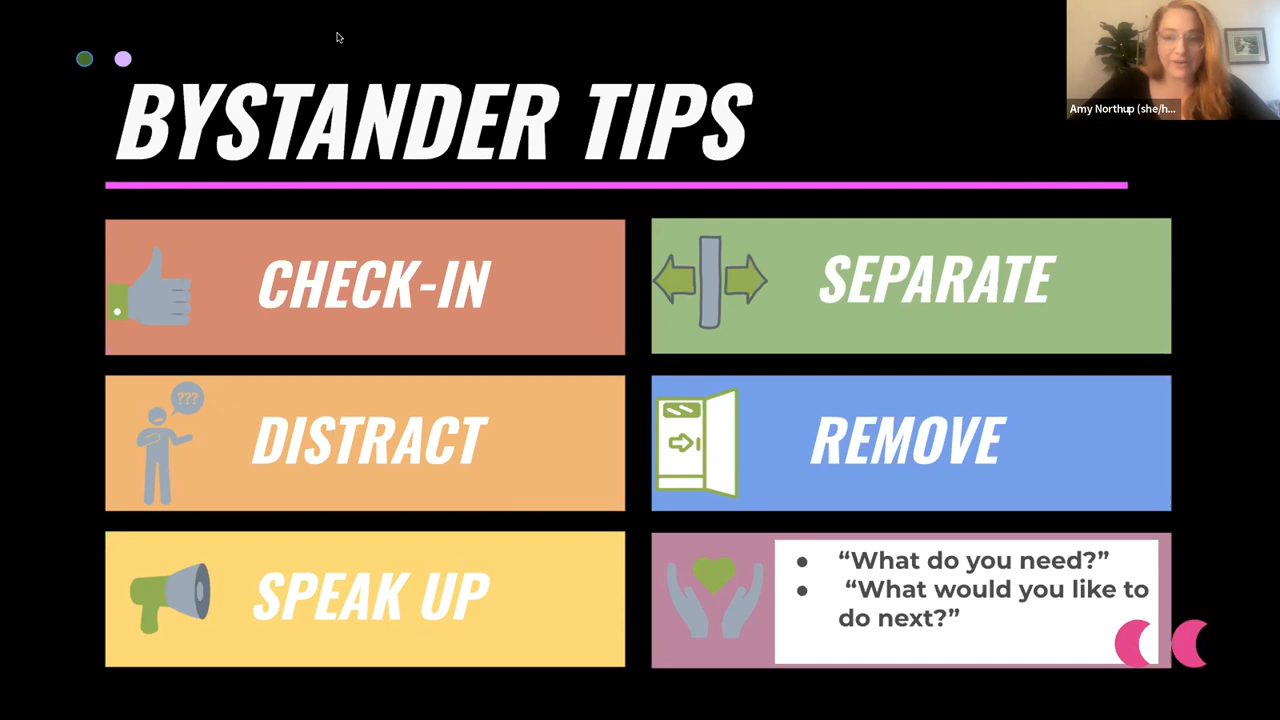 Amy Northup (she/h...
BYSTANDER TIPS
CHECK-IN
SEPARATE
???
DISTRACT
REMOVE
SPEAK UP
● “What do you need?”
● “What would you like to
do next?”